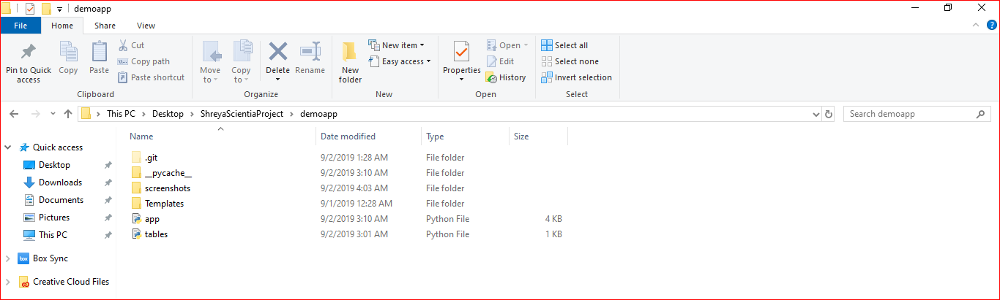 demoapp
File Home Share View
Pin to Quick access
Copy
Paste
Cut
Copy path
Paste shortcut
Clipboard
Move to
Copy to
Delete
Rename
Organize
New folder
New item
Easy access
New
Properties
Open
Edit
History
Open
Select all
Select none
Invert selection
Select
This PC Desktop ShreyaScientiaProject demoapp
Search demoapp
Quick access
Desktop
Downloads
Documents
Pictures
This PC
box Box Sync
Creative Cloud Files
Name Date modified Type Size
.git 9/2/2019 1:28 AM File folder
__pycache__ 9/2/2019 3:10 AM File folder
screenshots 9/2/2019 4:03 AM File folder
Templates 9/1/2019 12:28 AM File folder
app 9/2/2019 3:10 AM Python File 4 KB
tables 9/2/2019 3:01 AM Python File 1 KB